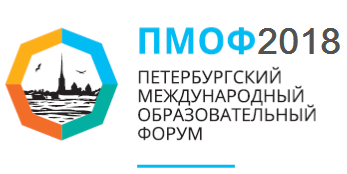 ПМОФ2018
ПЕТЕРБУРГСКИЙ
МЕЖДУНАРОДНЫЙ
ОБРАЗОВАТЕЛЬНЫЙ
ФОРУМ